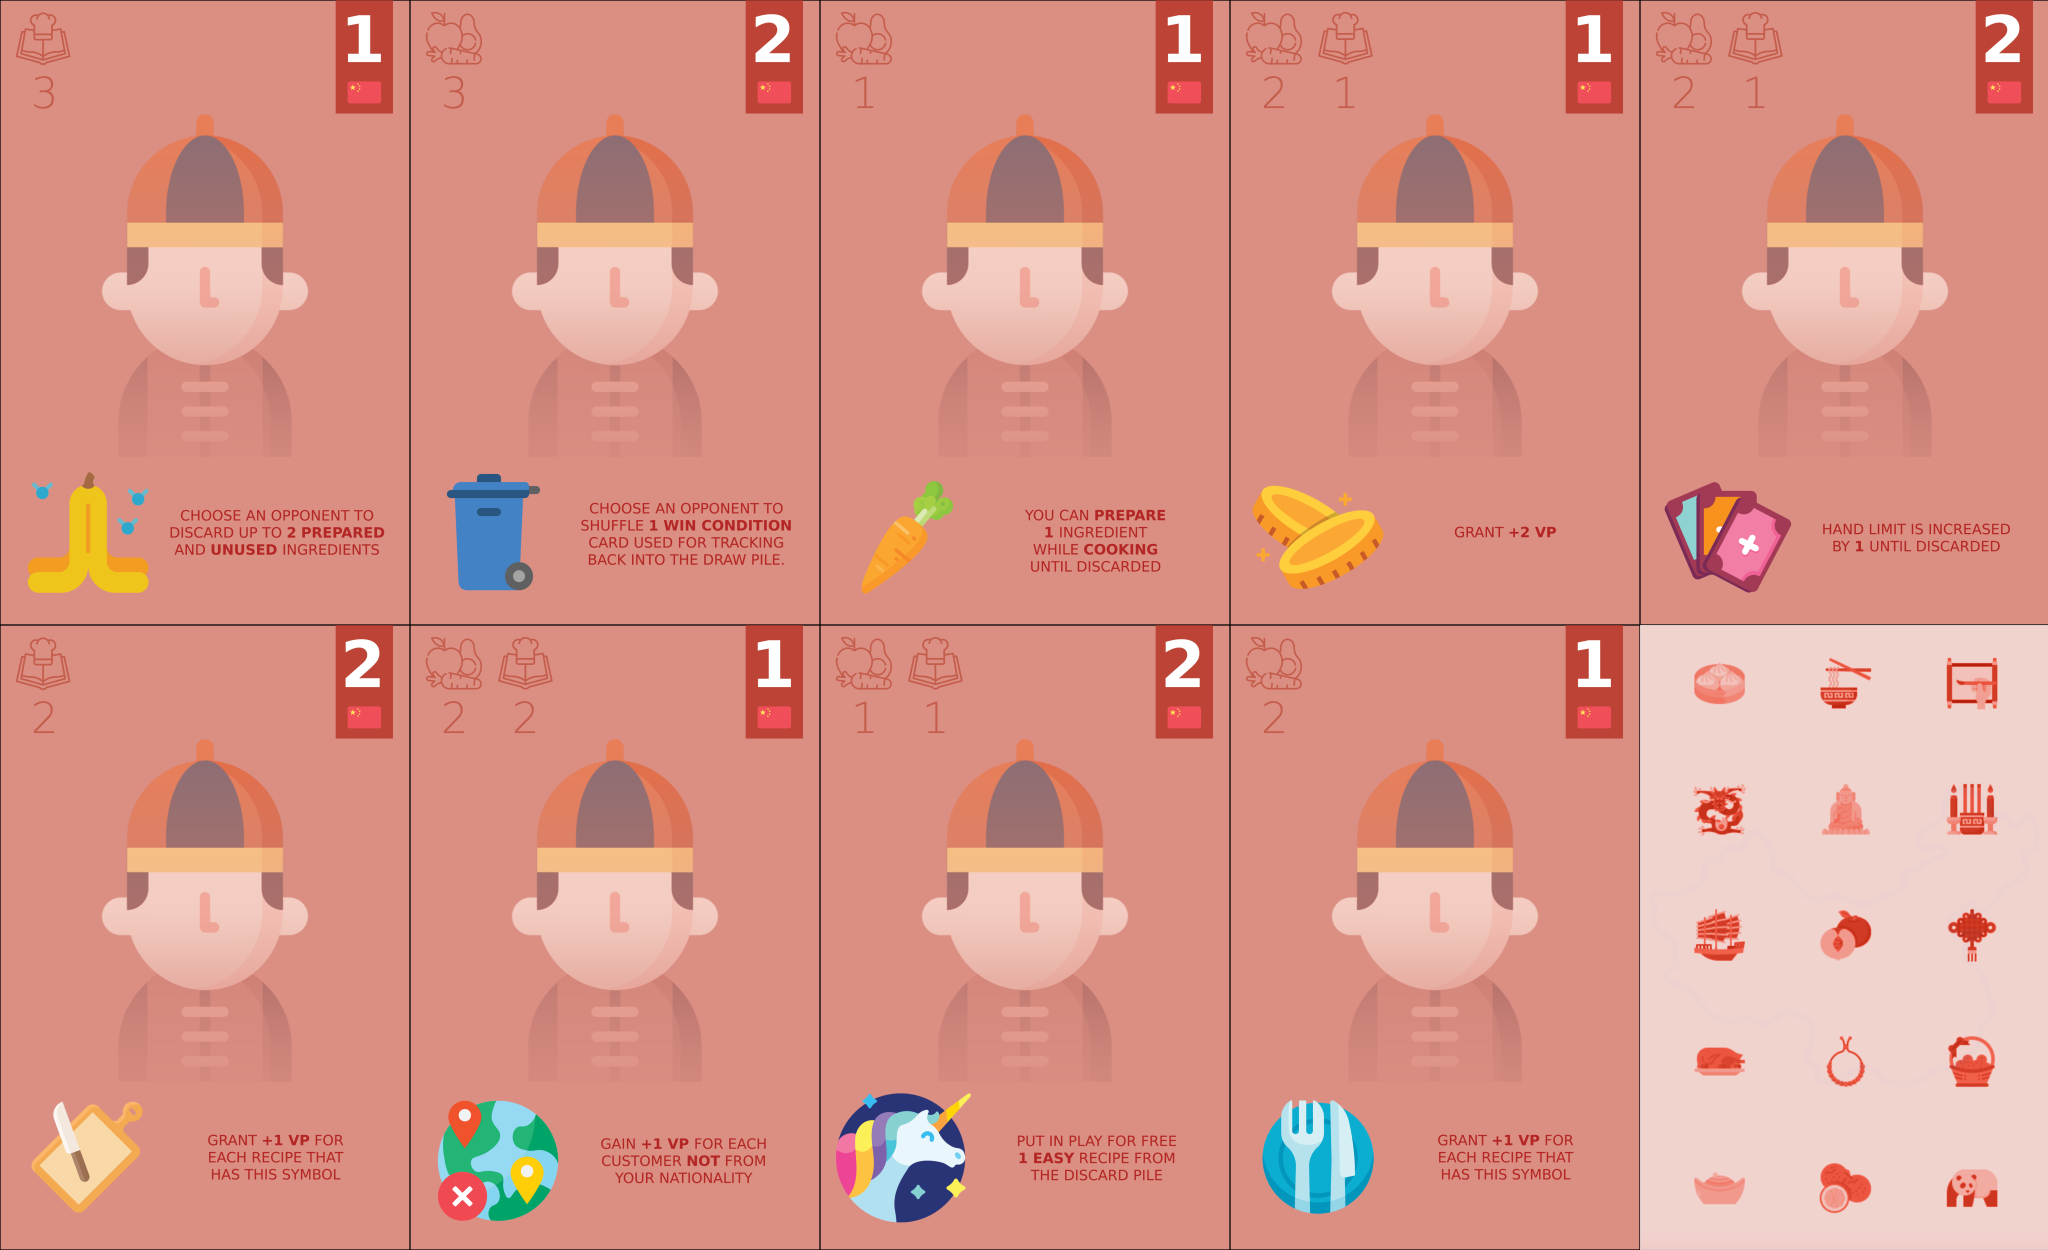 1
3
CHOOSE AN OPPONENT TO
DISCARD UP TO 2 PREPARED
AND UNUSED INGREDIENTS
2
3
CHOOSE AN OPPONENT TO
SHUFFLE 1 WIN CONDITION
CARD USED FOR TRACKING
BACK INTO THE DRAW PILE.
1
1
YOU CAN PREPARE
1 INGREDIENT
WHILE COOKING
UNTIL DISCARDED
1
2 1
GRANT +2 VP
2
2 1
HAND LIMIT IS INCREASED
BY 1 UNTIL DISCARDED
2
2
GRANT +1 VP FOR
EACH RECIPE THAT
HAS THIS SYMBOL
1
2 2
GAIN +1 VP FOR EACH
CUSTOMER NOT FROM
YOUR NATIONALITY
2
1 1
PUT IN PLAY FOR FREE
1 EASY RECIPE FROM
THE DISCARD PILE
1
2
GRANT +1 VP FOR
EACH RECIPE THAT
HAS THIS SYMBOL